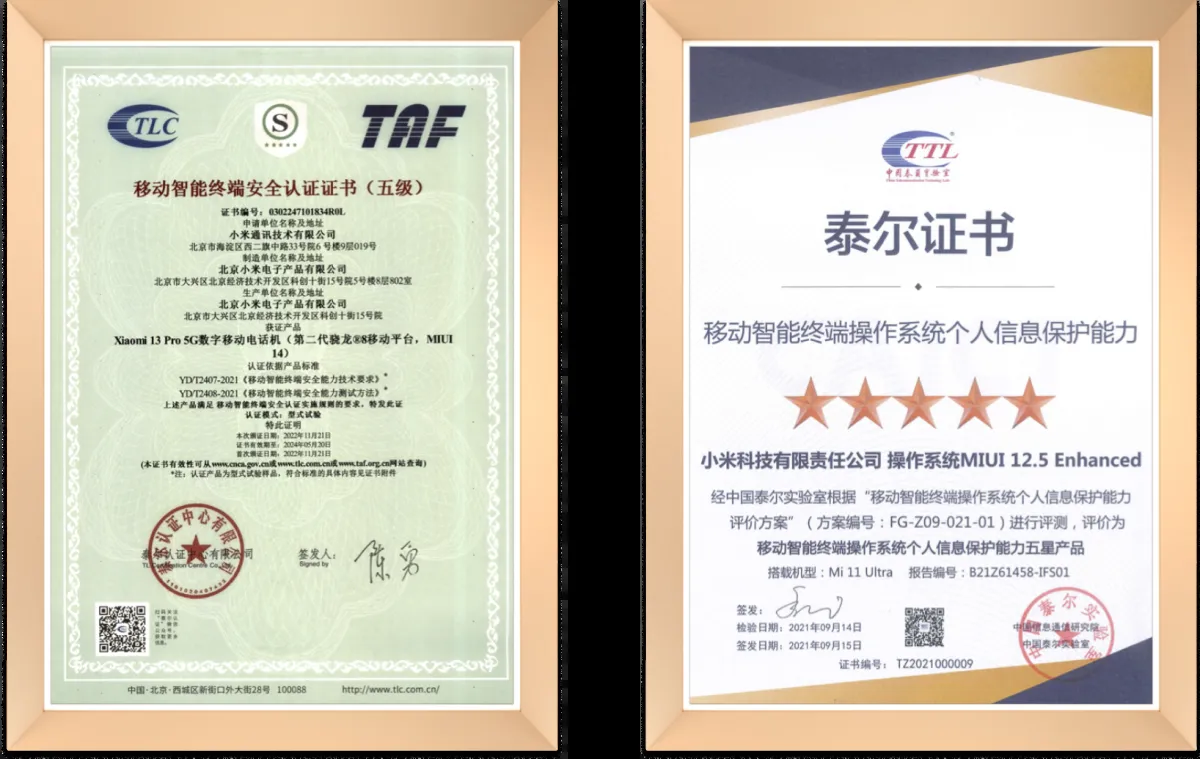 TLC
S
TAF
移动智能终端安全认证证书（五级）
证书编号：0302247101834R0L
申请单位名称及地址
小米通讯技术有限公司
北京市海淀区西二旗中路33号院6 号楼9层019号
制造单位名称及地址
北京小米电子产品有限公司
北京市大兴区北京经济技术开发区科创十街15号院5号楼8层802室
生产单位名称及地址
北京小米电子产品有限公司
北京市大兴区北京经济技术开发区科创十街15号院
获证产品
Xiaomi 13 Pro 5G数字移动电话机（第二代骁龙®8移动平台，MIUI
14）
认证依据产品标准
YD/T2407-2021《移动智能终端安全能力技术要求》*
YD/T2408-2021《移动智能终端安全能力测试方法》*
上述产品满足 移动智能终端安全认证实施规则的要求，特发此证
认证模式：型式试验
特此证明
本次颁证日期：2022年11月21日
证书有效期至：2024年05月20日
首次颁证日期：2022年11月21日
(本证书有效性可从www.cnca.gov.cn或www.tlc.com.cn或www.taf.org.cn网站查询)
*注：认证产品为型式试验样品，符合标准的具体内容见证书附件
签发人：
Signed by
中国·北京·西城区新街口外大街28号 100088
http://www.tlc.com.cn/
TTL
中国泰尔实验室
泰尔证书
移动智能终端操作系统个人信息保护能力
小米科技有限责任公司 操作系统MIUI 12.5 Enhanced
经中国泰尔实验室根据“移动智能终端操作系统个人信息保护能力
评价方案”（方案编号：FG-Z09-021-01）进行评测，评价为
移动智能终端操作系统个人信息保护能力五星产品
搭载机型：Mi 11 Ultra 报告编号：B21Z61458-IFS01
签发：
检验日期：2021年09月14日
签发日期：2021年09月15日
中国信息通信研究院
中国泰尔实验室
证书编号： TZ2021000009